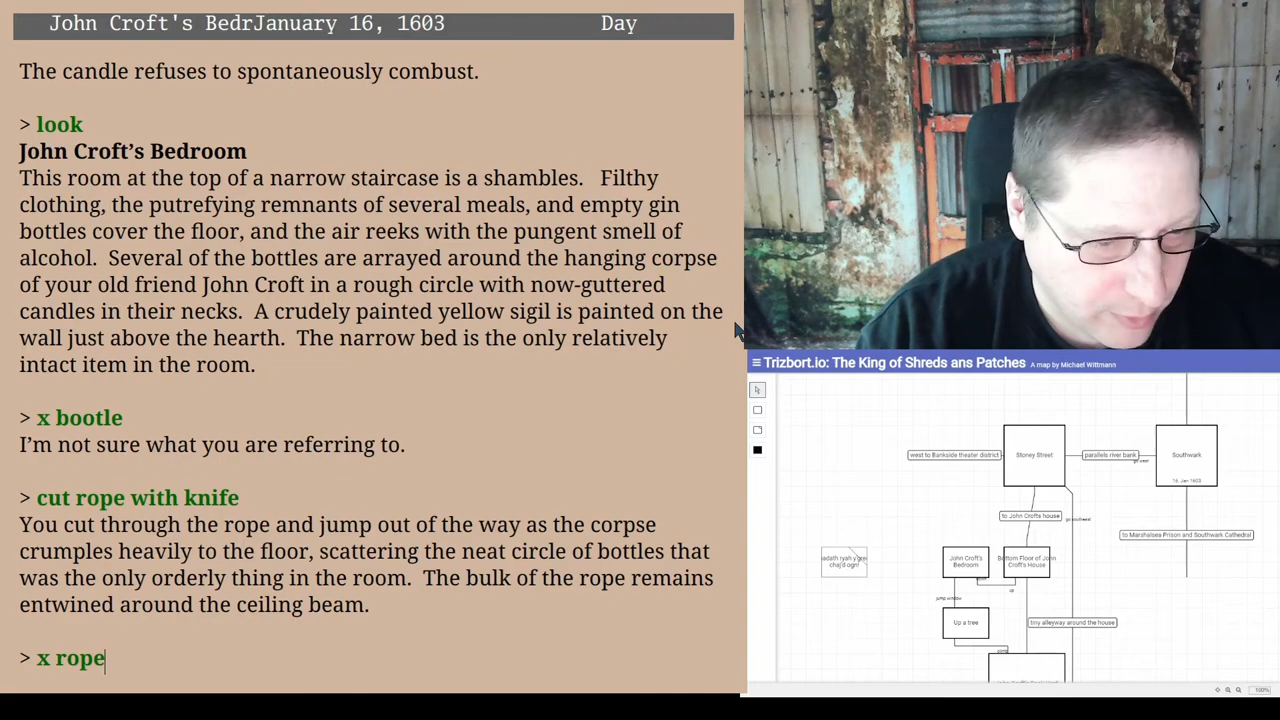 John Croft's BedrJanuary 16, 1603 Day
The candle refuses to spontaneously combust.
> look
John Croft’s Bedroom
This room at the top of a narrow staircase is a shambles. Filthy
clothing, the putrefying remnants of several meals, and empty gin
bottles cover the floor, and the air reeks with the pungent smell of
alcohol. Several of the bottles are arrayed around the hanging corpse
of your old friend John Croft in a rough circle with now-guttered
candles in their necks. A crudely painted yellow sigil is painted on the
wall just above the hearth. The narrow bed is the only relatively
intact item in the room.
> x bootle
I’m not sure what you are referring to.
> cut rope with knife
You cut through the rope and jump out of the way as the corpse
crumples heavily to the floor, scattering the neat circle of bottles that
was the only orderly thing in the room. The bulk of the rope remains
entwined around the ceiling beam.
> x rope
Trizbort.io: The King of Shreds ans Patches A map by Michael Wittmann
west to Bankside theater district
Stoney Street
parallels river bank
go west
Southwark
16. Jan 1603
to John Crofts house
go southwest
to Marshalsea Prison and Southwark Cathedral
John Croft's
Bedroom
Bottom Floor of John
Croft's House
up
jump window
Up a tree
tiny alleyway around the house
100%